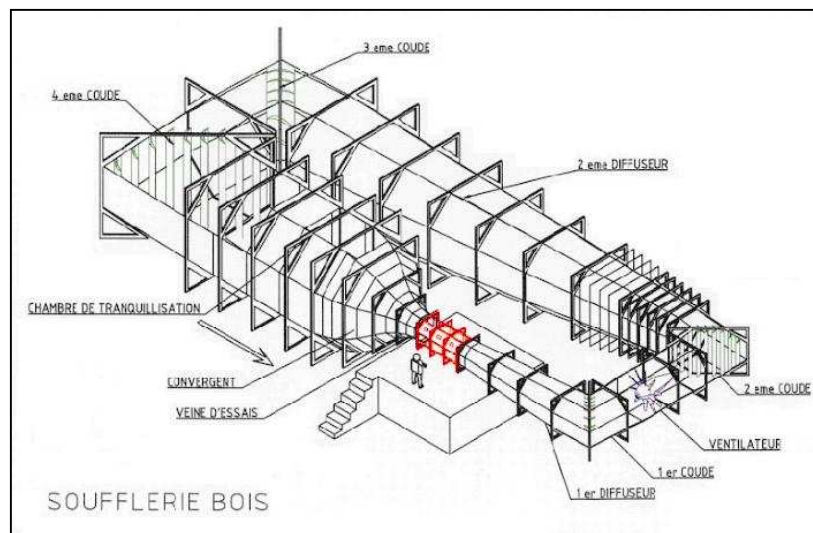 3 eme COUDE
4 eme COUDE
2 eme DIFFUSEUR
CHAMBRE DE TRANQUILLISATION
CONVERGENT
VEINE D'ESSAIS
2 eme COUDE
VENTILATEUR
1 er COUDE
1 er DIFFUSEUR
SOUFFLERIE BOIS